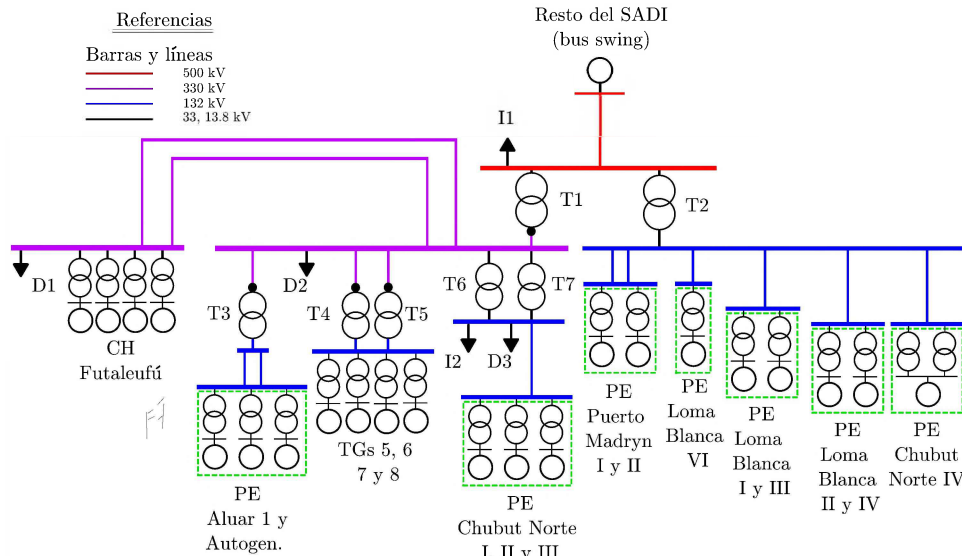 Referencias
Barras y líneas
500 kV
330 kV
132 kV
33, 13.8 kV
Resto del SADI
(bus swing)
I1
T1
T2
D1
D2
T3
T4
T5
T6
T7
I2
D3
CH
Futaleufú
PE
Aluar 1 y
Autogen.
TGs 5, 6
7 y 8
PE
Chubut Norte
I, II y III
PE
Puerto
Madryn
I y II
PE
Loma
Blanca
VI
PE
Loma
Blanca
I y III
PE
Loma
Blanca
II y IV
PE
Chubut
Norte IV